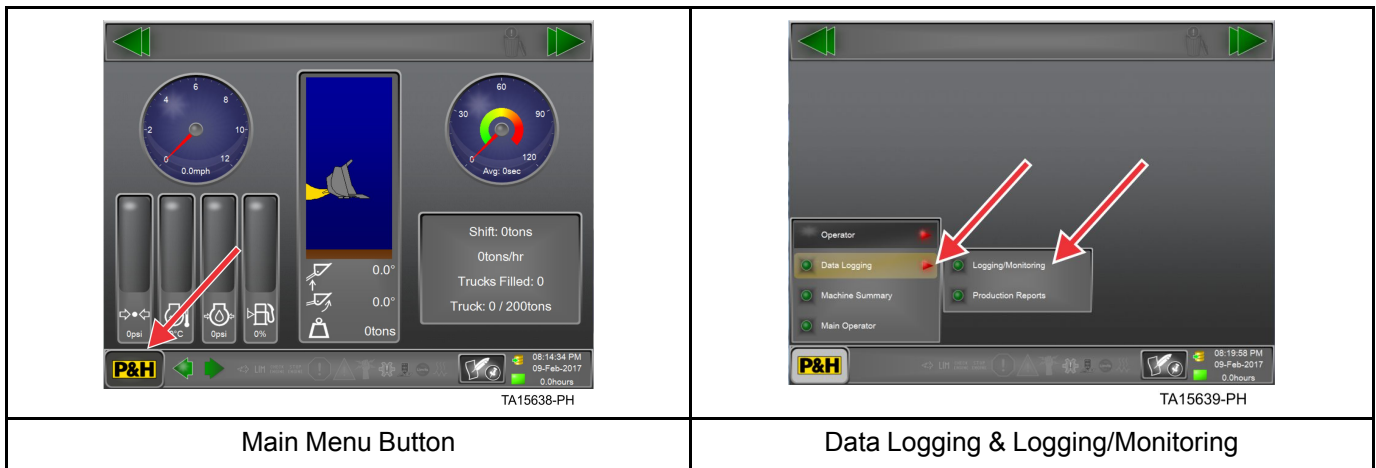 6
4
8
-2
10-
0
12
0.0mph
60
30
90
0
120
Avg: 0sec
Shift: 0tons
0tons/hr
Trucks Filled: 0
Truck: 0 / 200tons
0.0°
0.0°
0tons
0psi
0psi
0%
P&H
LIM
08:14:34 PM
09-Feb-2017
0.0hours
TA15638-PH
Main Menu Button
Operator
Data Logging
Logging/Monitoring
Machine Summary
Production Reports
Main Operator
P&H
LIM
08:19:58 PM
09-Feb-2017
0.0hours
TA15639-PH
Data Logging & Logging/Monitoring